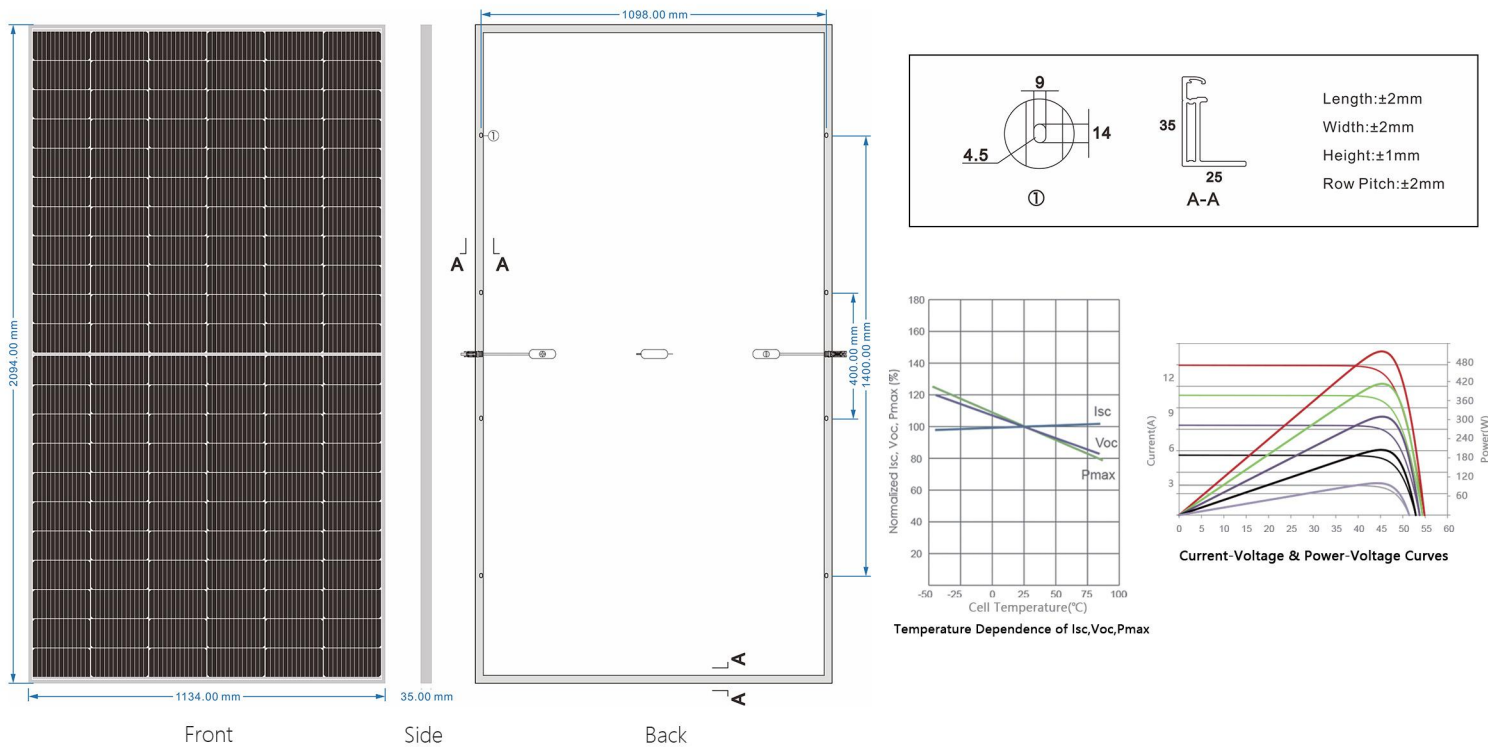 2094.00 mm
1134.00 mm
Front
35.00 mm
Side
1098.00 mm
①
A A
400.00 mm
1400.00 mm
A
A
Back
9
14
4.5
①
35
25
A-A
Length:±2mm
Width:±2mm
Height:±1mm
Row Pitch:±2mm
Normalized Isc, Voc, Pmax (%)
180
160
140
120
100
80
60
40
20
-50 -25 0 25 50 75 100
Isc
Voc
Pmax
Cell Temperature(℃)
Temperature Dependence of Isc,Voc,Pmax
Current(A)
12
9
6
3
480
420
360
300
240
180
120
60
Power(W)
0 5 10 15 20 25 30 35 40 45 50 55 60
Current-Voltage & Power-Voltage Curves